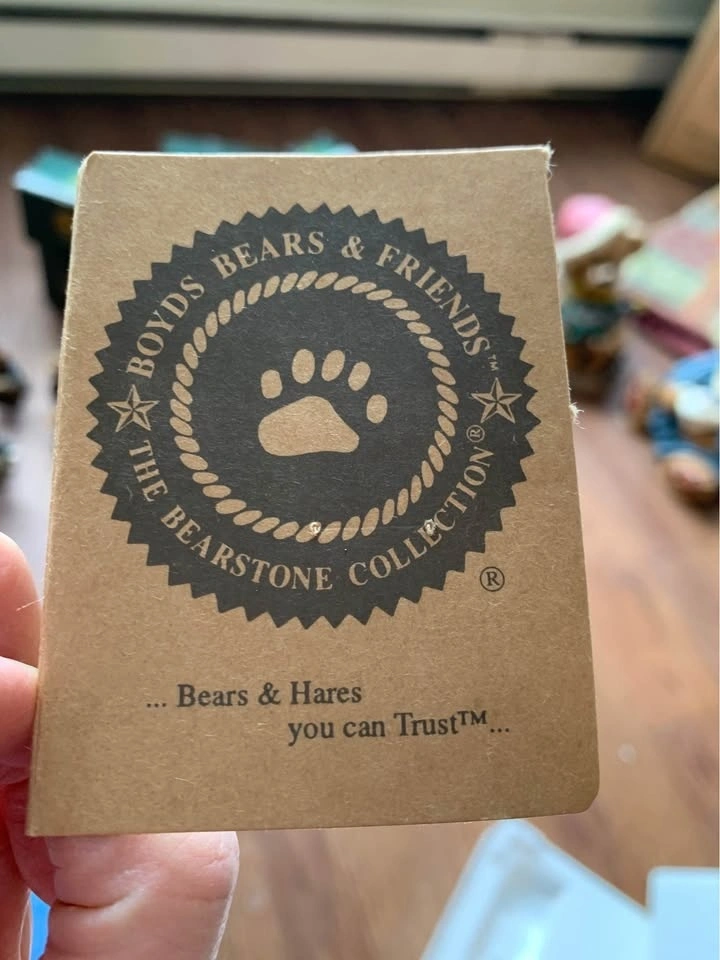 BOYDS BEARS & FRIENDS™
THE BEARSTONE COLLECTION®
®
... Bears & Hares
you can Trust™...